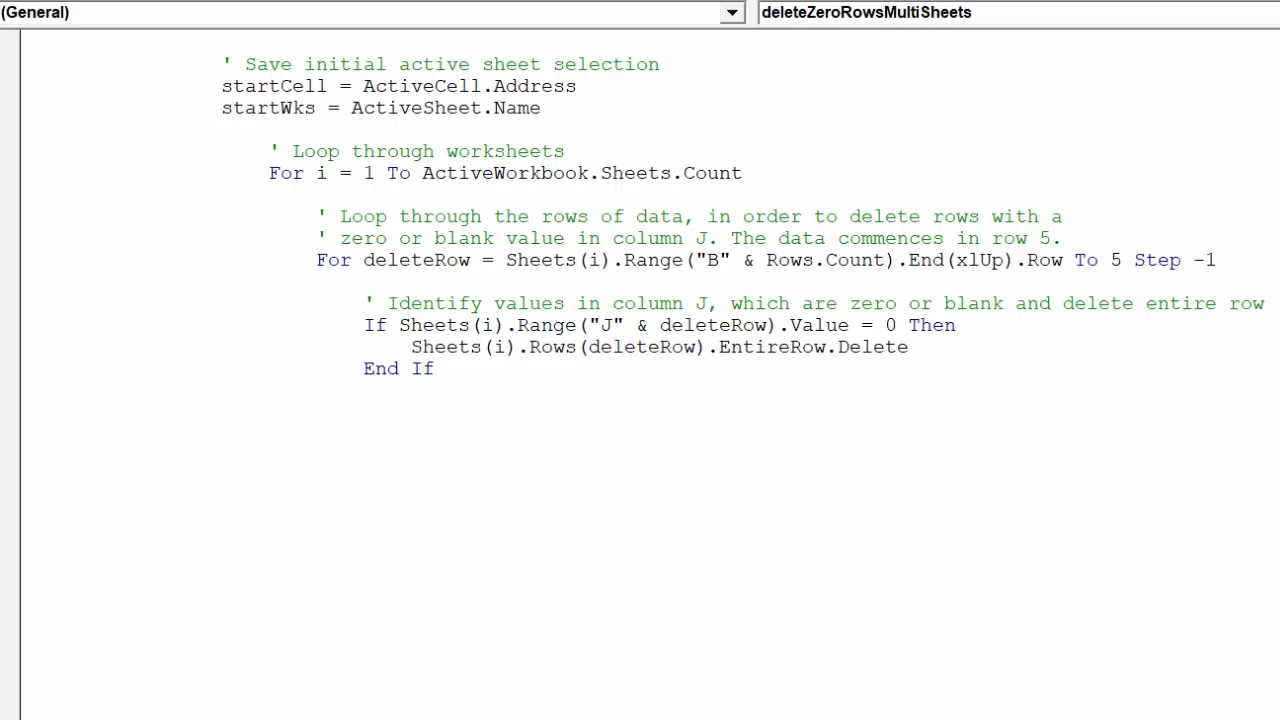 (General) deleteZeroRowsMultiSheets
' Save initial active sheet selection
startCell = ActiveCell.Address
startWks = ActiveSheet.Name
' Loop through worksheets
For i = 1 To ActiveWorkbook.Sheets.Count
' Loop through the rows of data, in order to delete rows with a
' zero or blank value in column J. The data commences in row 5.
For deleteRow = Sheets(i).Range("B" & Rows.Count).End(xlUp).Row To 5 Step -1
' Identify values in column J, which are zero or blank and delete entire row
If Sheets(i).Range("J" & deleteRow).Value = 0 Then
Sheets(i).Rows(deleteRow).EntireRow.Delete
End If